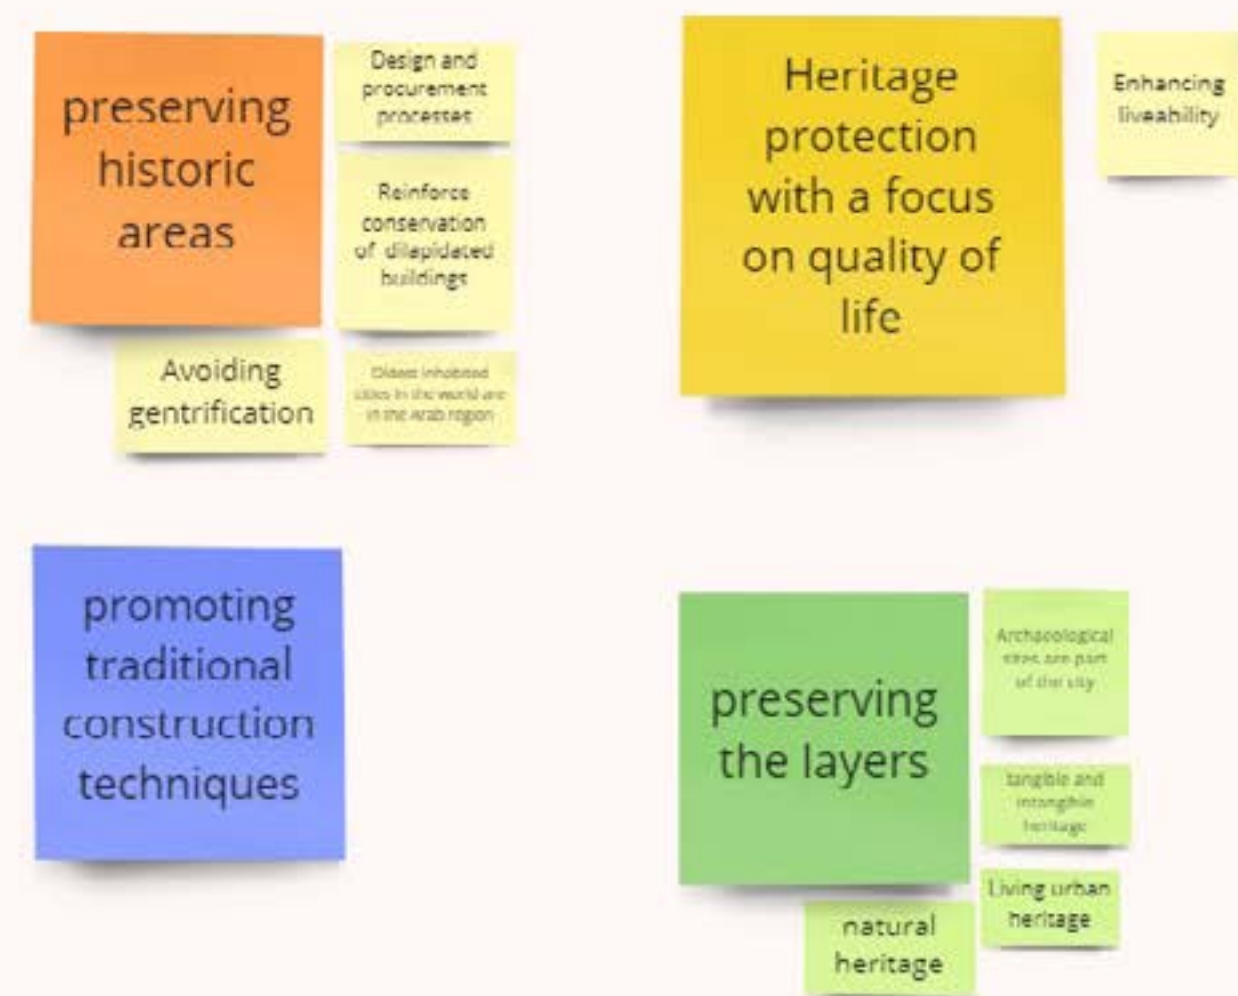 preserving
historic
areas
Design and
procurement
processes
Reinforce
conservation
of dilapidated
buildings
Avoiding
gentrification
Oldest inhabited
cities in the world are
in the Arab region
Heritage
protection
with a focus
on quality of
life
Enhancing
liveability
promoting
traditional
construction
techniques
preserving
the layers
Archaeological
sites are part
of the city
tangible and
intangible
heritage
Living urban
heritage
natural
heritage